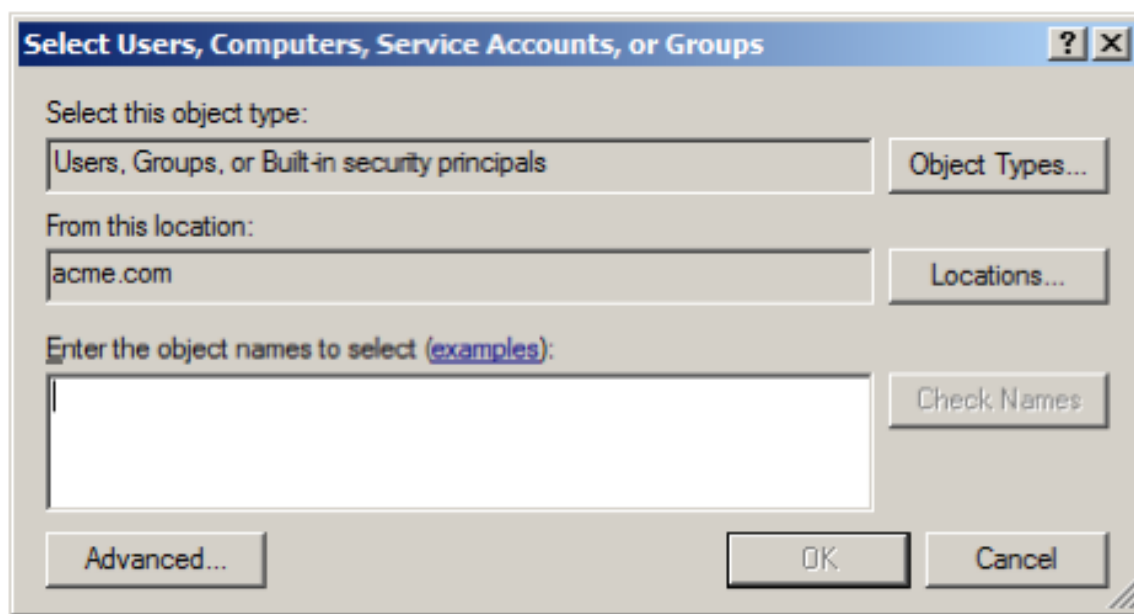 Select Users, Computers, Service Accounts, or Groups ? X
Select this object type:
Users, Groups, or Built-in security principals Object Types...
From this location:
acme.com Locations...
Enter the object names to select (examples):
Check Names
Advanced... OK Cancel